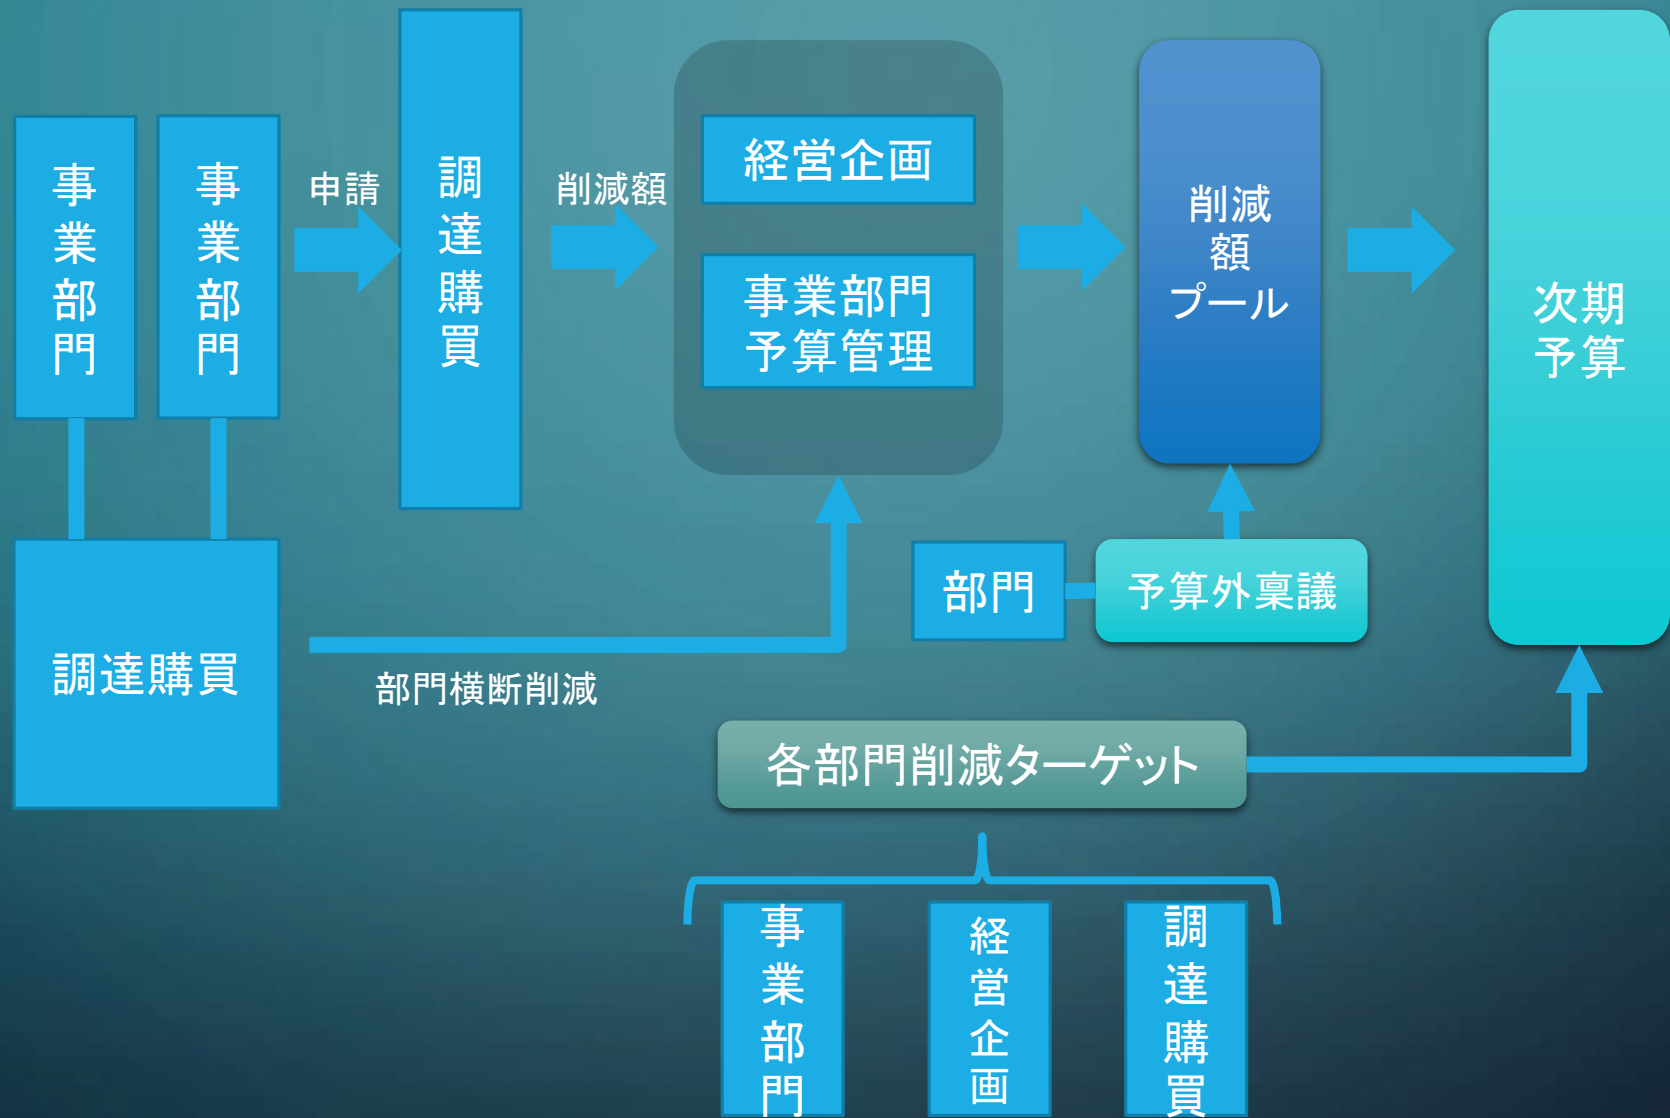 事業部門
事業部門
申請
調達購買
削減額
経営企画
事業部門
予算管理
削減
額
プール
次期
予算
調達購買
部門横断削減
部門
予算外稟議
各部門削減ターゲット
事業部門
経営企画
調達購買